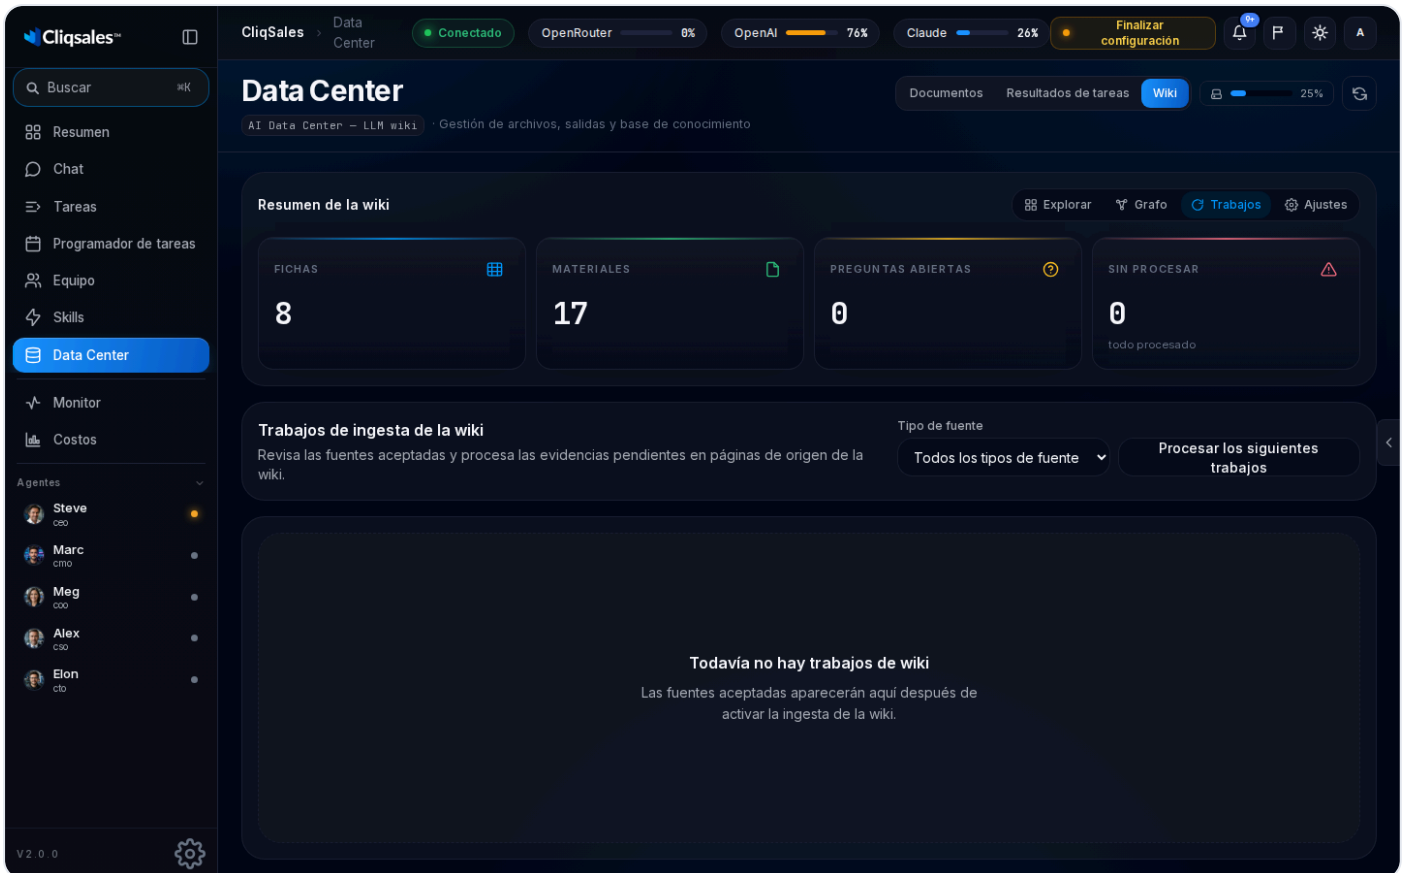 Cliqsales™
Buscar
⌘K
Resumen
Chat
Tareas
Programador de tareas
Equipo
Skills
Data Center
Monitor
Costos
Agentes
Steve
ceo
Marc
cmo
Meg
coo
Alex
cso
Elon
cto
V2.0.0
CliqSales
Data
Center
Conectado
OpenRouter 0%
OpenAI 76%
Claude 26%
Finalizar
configuración
9+
A
Data Center
AI Data Center — LLM wiki · Gestión de archivos, salidas y base de conocimiento
Documentos
Resultados de tareas
Wiki
25%
Resumen de la wiki
Explorar
Grafo
Trabajos
Ajustes
FICHAS
8
MATERIALES
17
PREGUNTAS ABIERTAS
0
SIN PROCESAR
0
todo procesado
Trabajos de ingesta de la wiki
Revisa las fuentes aceptadas y procesa las evidencias pendientes en páginas de origen de la
wiki.
Tipo de fuente
Todos los tipos de fuente
Procesar los siguientes
trabajos
Todavía no hay trabajos de wiki
Las fuentes aceptadas aparecerán aquí después de
activar la ingesta de la wiki.